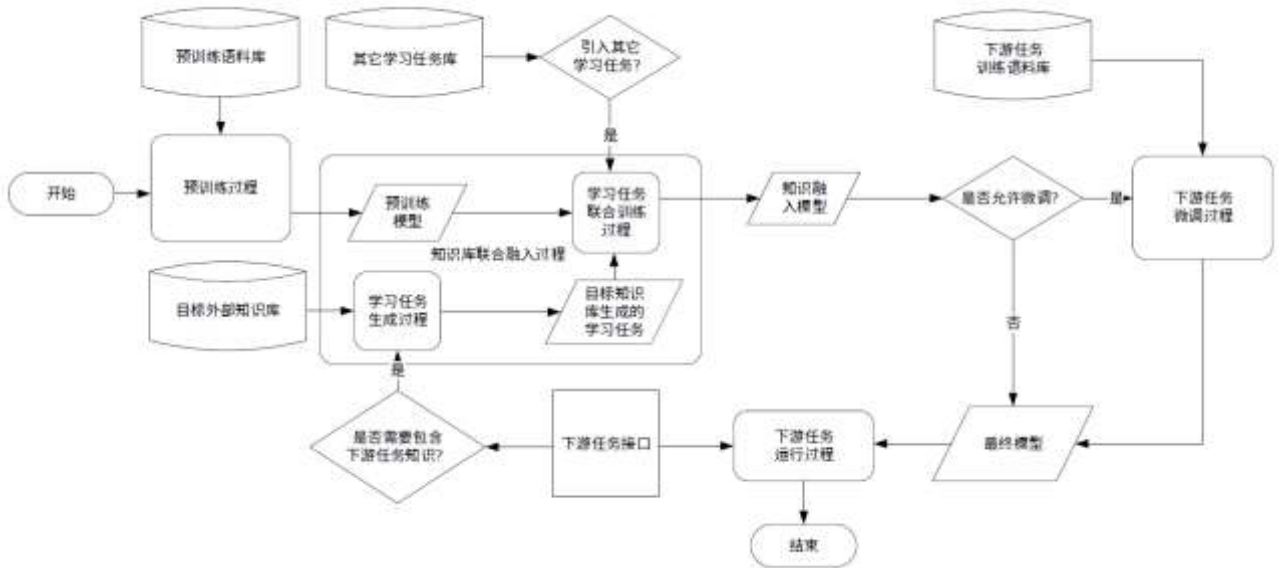 预训练语料库
其它学习任务库
引入其它
学习任务?
下游任务
训练语料库
是
开始
预训练过程
预训练
模型
学习任务
联合训练
过程
知识融
入模型
是否允许微调?
是
下游任务
微调过程
知识库联合融入过程
目标外部知识库
学习任务
生成过程
目标知识
库生成的
学习任务
否
是
是否需要包含
下游任务知识?
下游任务接口
下游任务
运行过程
最终模型
结束